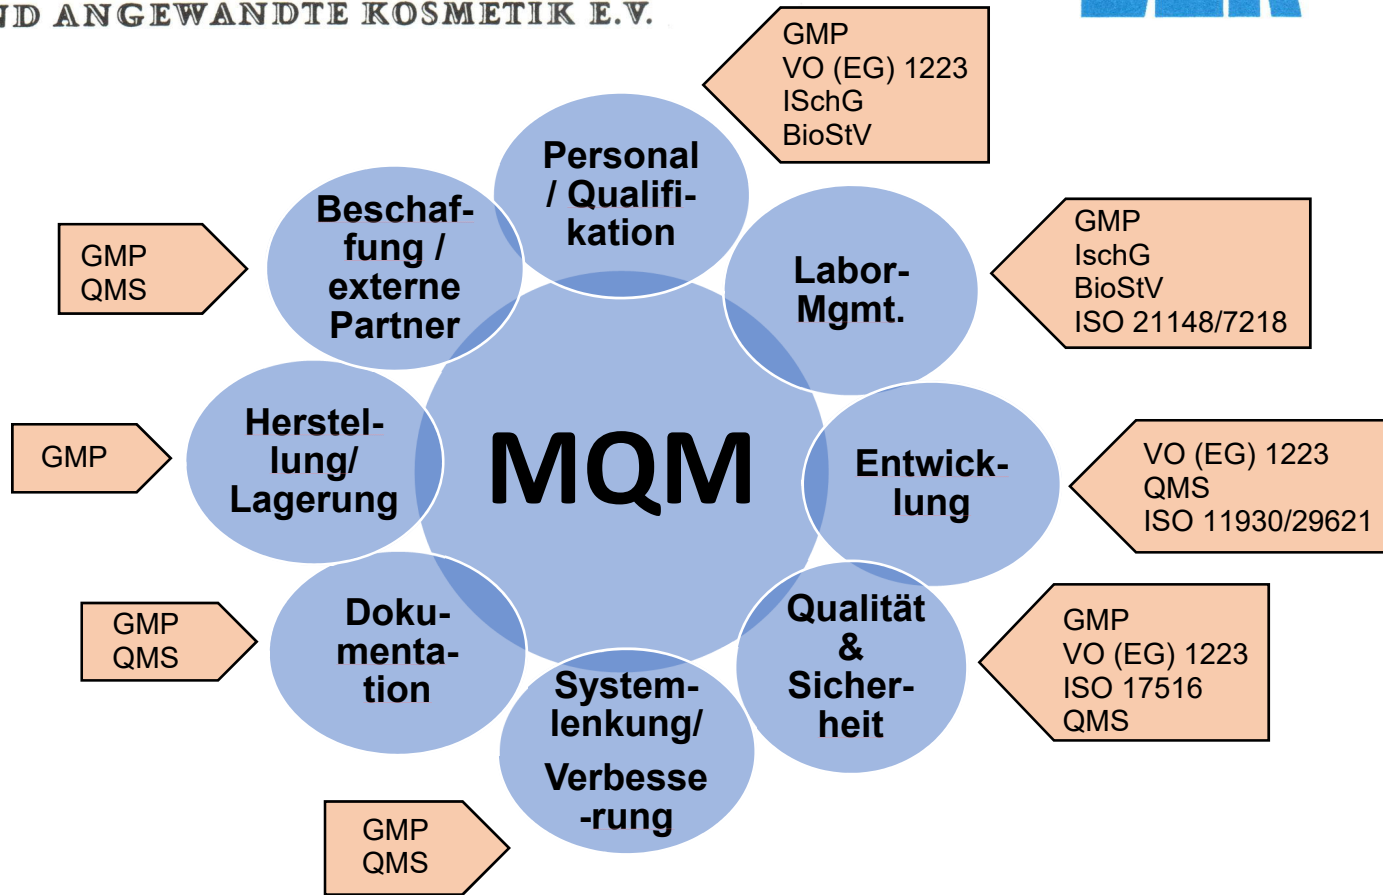 ND ANGEWANDTE KOSMETIK E.V.
GMP
VO (EG) 1223
ISchG
BioStV
Personal
/ Qualifi-
kation
Beschaf-
fung /
externe
Partner
GMP
QMS
Labor-
Mgmt.
GMP
IschG
BioStV
ISO 21148/7218
Herstel-
lung/
Lagerung
GMP
MQM
Entwick-
lung
VO (EG) 1223
QMS
ISO 11930/29621
Doku-
menta-
tion
GMP
QMS
Qualität
&
Sicher-
heit
GMP
VO (EG) 1223
ISO 17516
QMS
System-
lenkung/
Verbesse
-rung
GMP
QMS